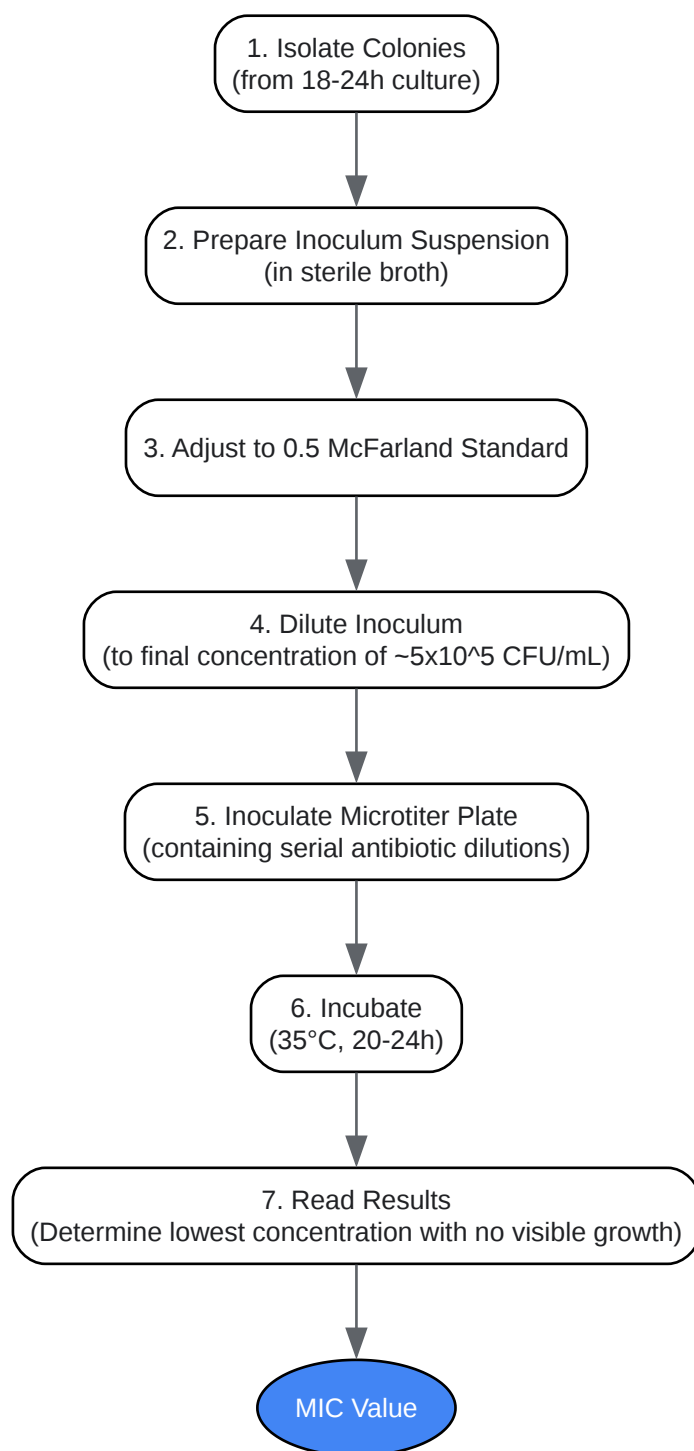 1. Isolate Colonies
(from 18-24h culture)
2. Prepare Inoculum Suspension
(in sterile broth)
3. Adjust to 0.5 McFarland Standard
4. Dilute Inoculum
(to final concentration of ~5x10^5 CFU/mL)
5. Inoculate Microtiter Plate
(containing serial antibiotic dilutions)
6. Incubate
(35°C, 20-24h)
7. Read Results
(Determine lowest concentration with no visible growth)
MIC Value